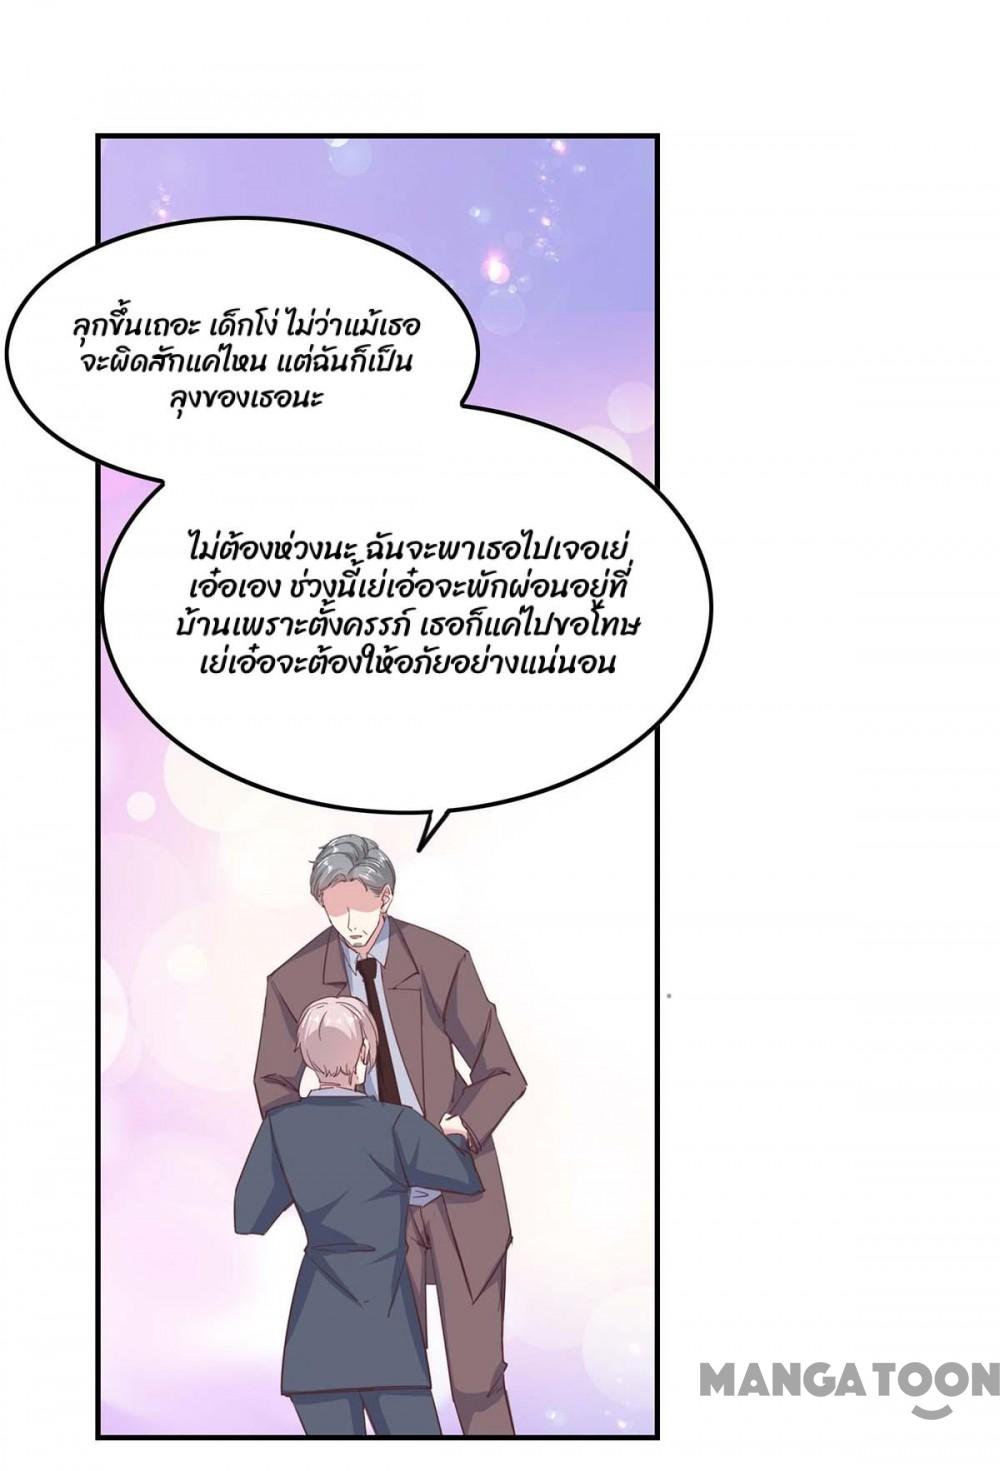 ลุกขึ้นเถอะ เด็กโง่ ไม่ว่าแม้เธอ
จะผิดสักแค่ไหน แต่ฉันก็เป็น
ลุงของเธอนะ
ไม่ต้องห่วงนะ ฉันจะพาเธอไปเจอเย่
เอ๋อเอง ช่วงนี้เย่เอ๋อจะพักผ่อนอยู่ที่
บ้านเพราะตั้งครรภ์ เธอก็แค่ไปขอโทษ
เย่เอ๋อจะต้องให้อภัยอย่างแน่นอน
MANGATOON